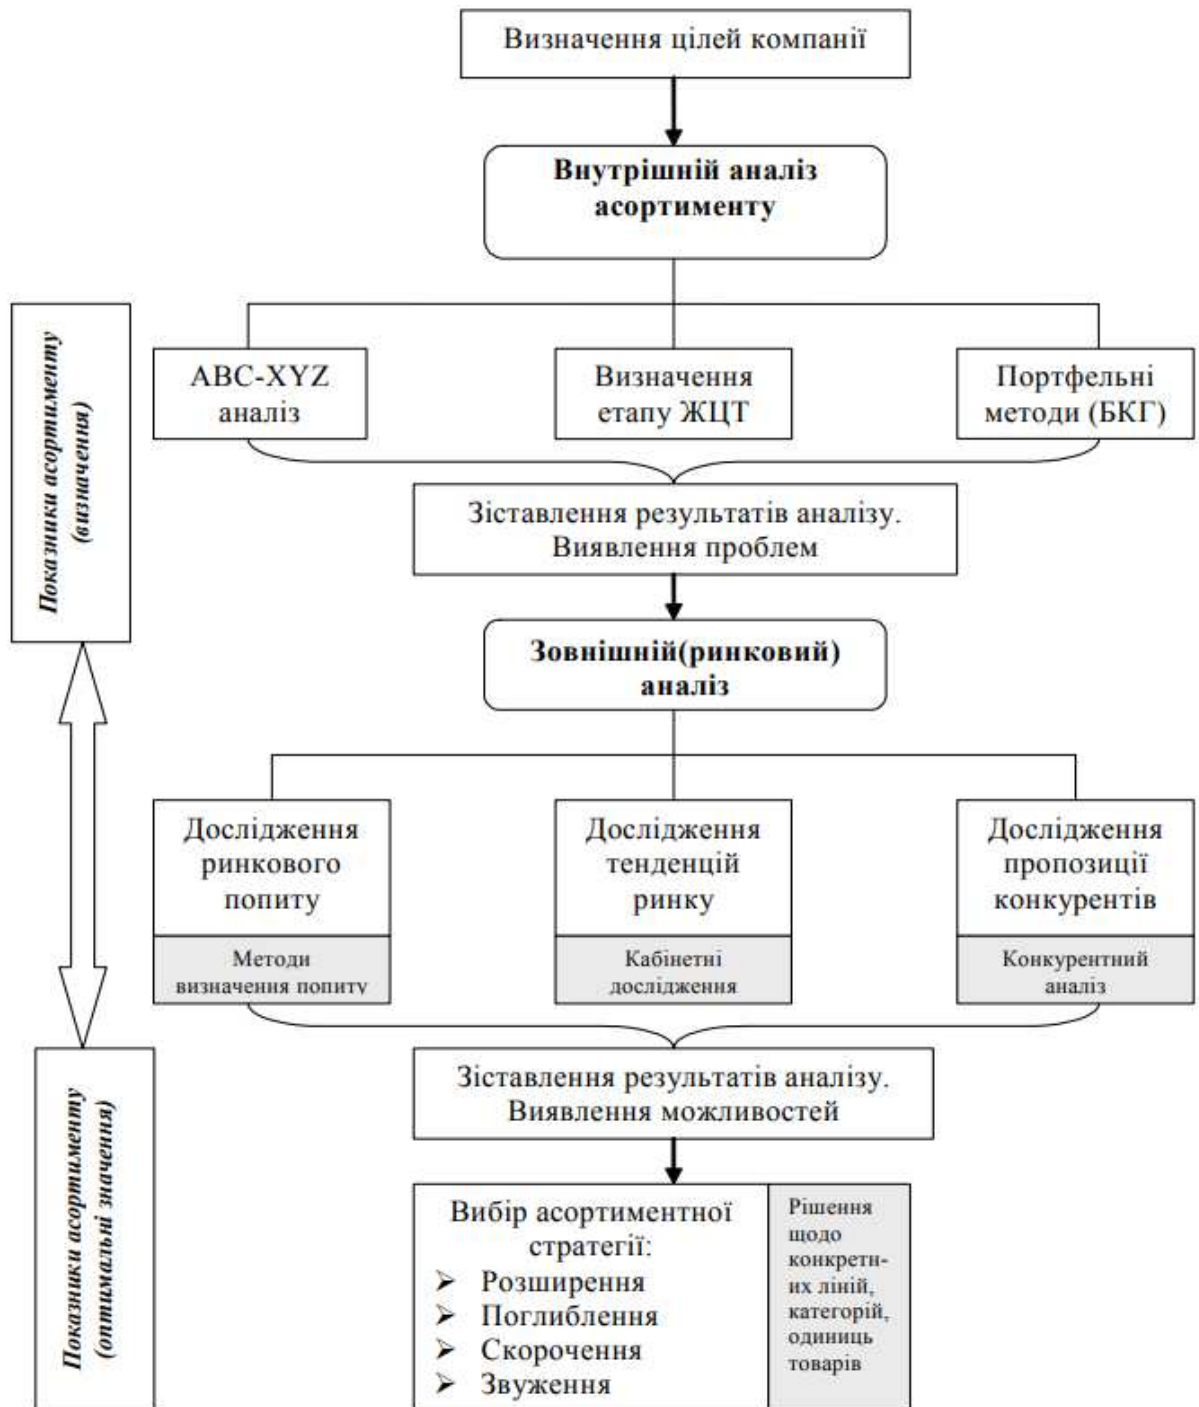 Визначення цілей компанії
Внутрішній аналіз
асортименту
Показники асортименту
(визначення)
ABC-XYZ
аналіз
Визначення
етапу ЖЦТ
Портфельні
методи (БКГ)
Зіставлення результатів аналізу.
Виявлення проблем
Зовнішній(ринковий)
аналіз
Дослідження
ринкового
попиту
Методи
визначення попиту
Дослідження
тенденцій
ринку
Кабінетні
дослідження
Дослідження
пропозиції
конкурентів
Конкурентний
аналіз
Показники асортименту
(оптимальні значення)
Зіставлення результатів аналізу.
Виявлення можливостей
Вибір асортиментної
стратегії:
➢ Розширення
➢ Поглиблення
➢ Скорочення
➢ Звуження
Рішення
щодо
конкретн-
их ліній,
категорій,
одиниць
товарів